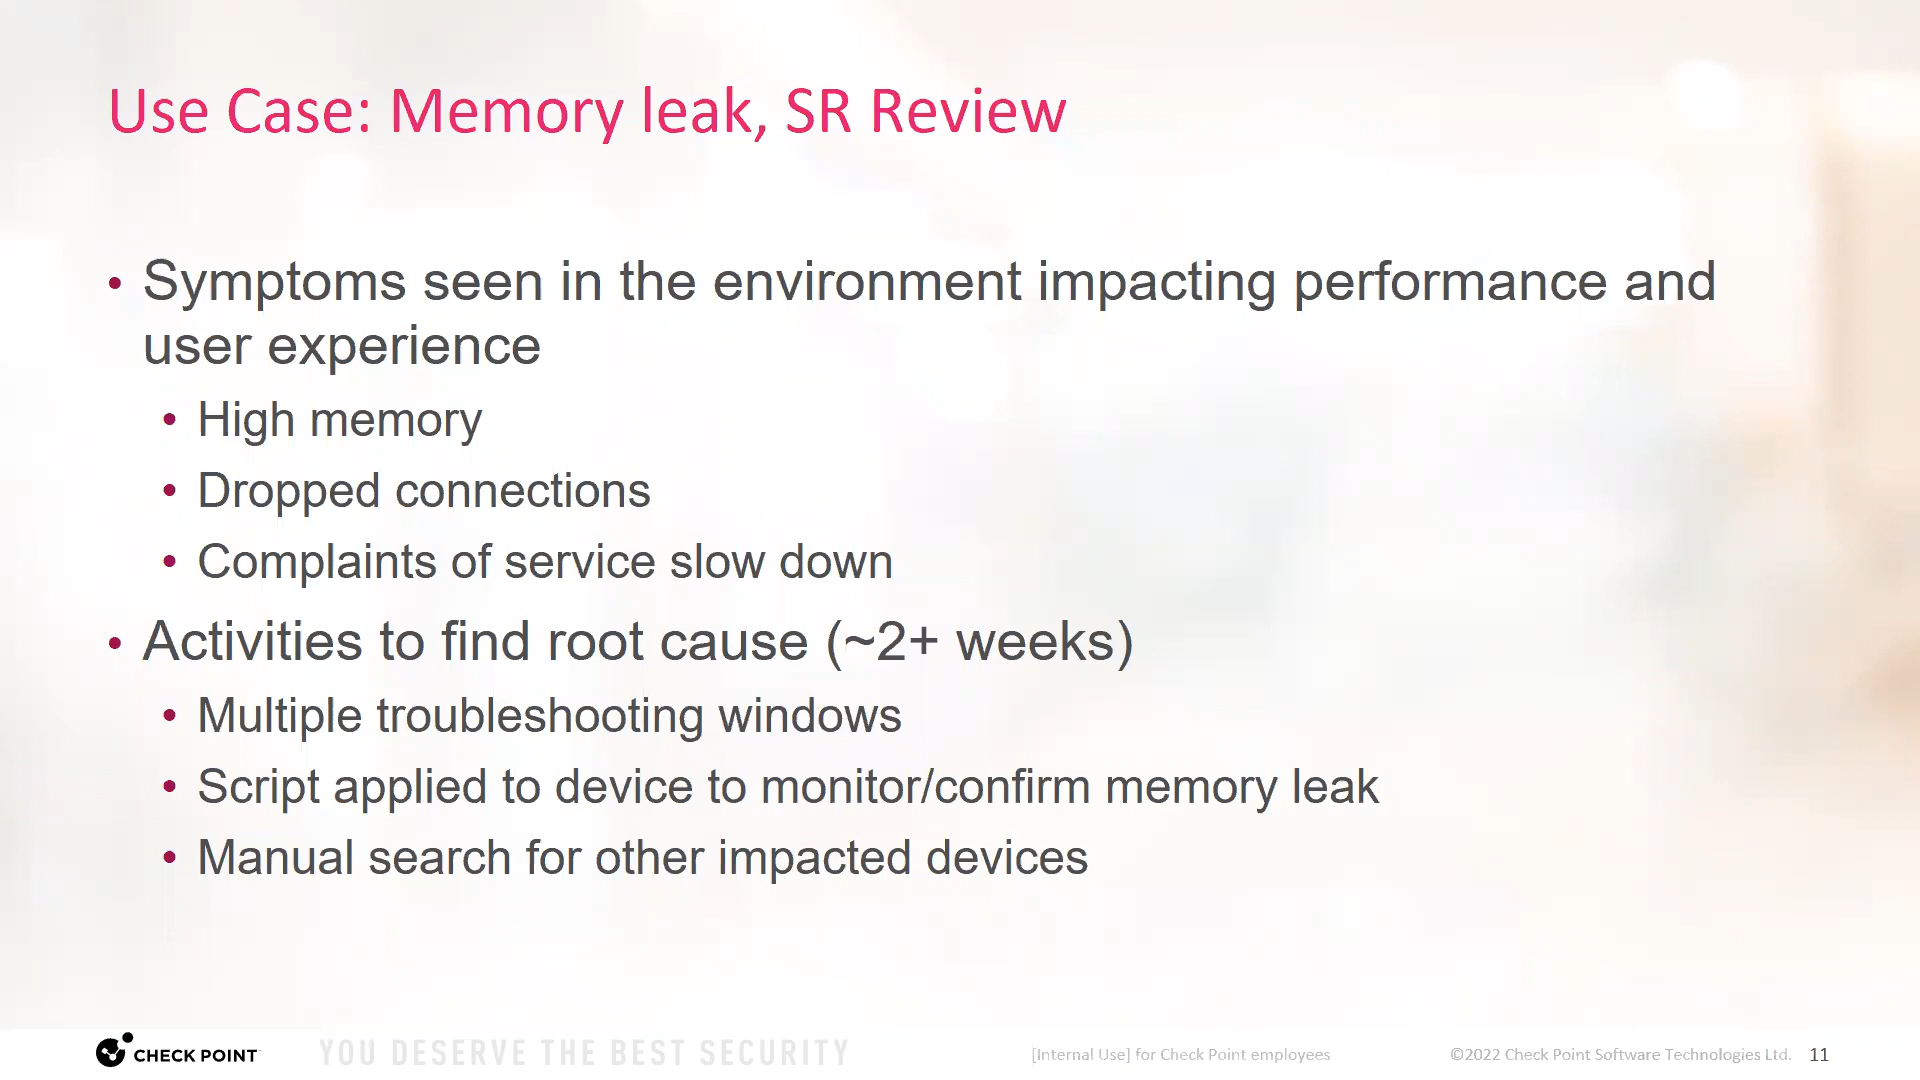 Use Case: Memory leak, SR Review
• Symptoms seen in the environment impacting performance and
user experience
• High memory
• Dropped connections
• Complaints of service slow down
• Activities to find root cause (~2+ weeks)
• Multiple troubleshooting windows
• Script applied to device to monitor/confirm memory leak
• Manual search for other impacted devices
CHECK POINT YOU DESERVE THE BEST SECURITY [Internal Use] for Check Point employees ©2022 Check Point Software Technologies Ltd. 11